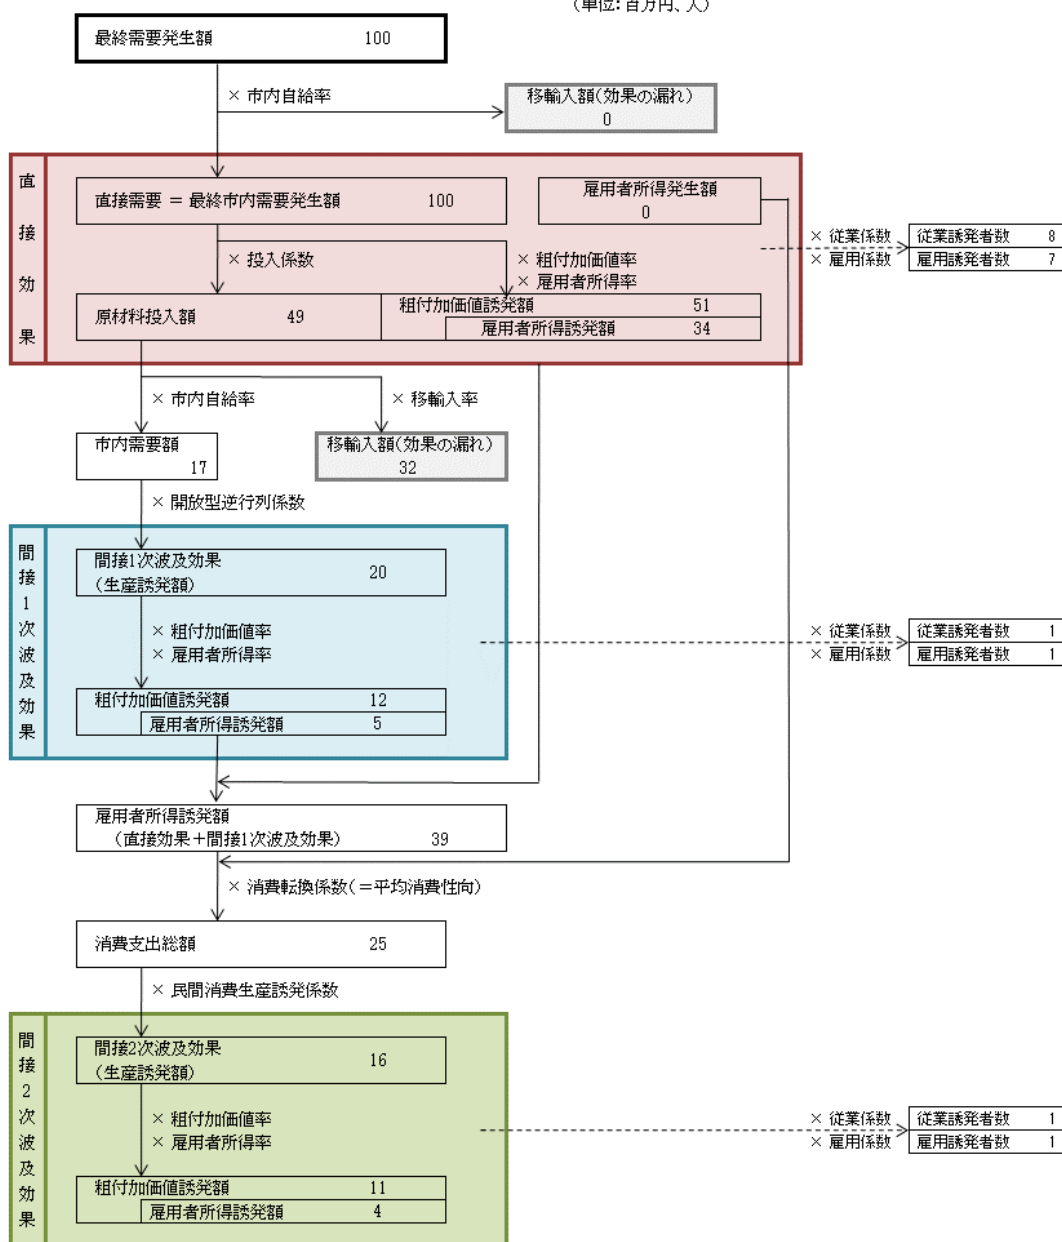 (単位:百万円、人)
最終需要発生額 100
× 市内自給率
移輸入額(効果の漏れ)
0
直接効果
直接需要 = 最終市内需要発生額 100
雇用者所得発生額
0
× 投入係数
× 粗付加価値率
× 雇用者所得率
× 従業係数 従業誘発者数 8
× 雇用係数 雇用誘発者数 7
原材料投入額 49
粗付加価値誘発額 51
雇用者所得誘発額 34
× 市内自給率
× 移輸入率
市内需要額
17
移輸入額(効果の漏れ)
32
× 開放型逆行列係数
間接1次波及効果
間接1次波及効果
(生産誘発額)
20
× 粗付加価値率
× 雇用者所得率
× 従業係数 従業誘発者数 1
× 雇用係数 雇用誘発者数 1
粗付加価値誘発額 12
雇用者所得誘発額 5
雇用者所得誘発額
(直接効果+間接1次波及効果) 39
× 消費転換係数(=平均消費性向)
消費支出総額 25
× 民間消費生産誘発係数
間接2次波及効果
間接2次波及効果
(生産誘発額)
16
× 粗付加価値率
× 雇用者所得率
× 従業係数 従業誘発者数 1
× 雇用係数 雇用誘発者数 1
粗付加価値誘発額 11
雇用者所得誘発額 4